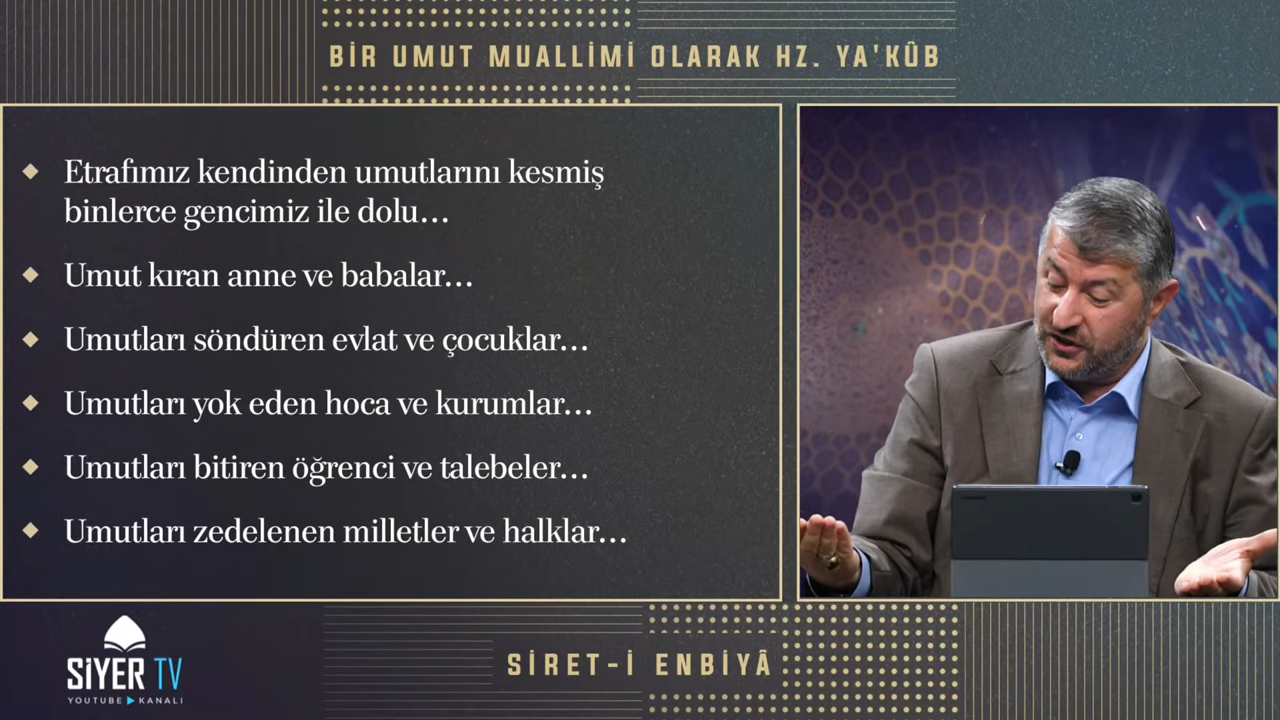 BİR UMUT MUALLİMİ OLARAK HZ. YA'KÛB
Etrafımız kendinden umutlarını kesmiş
binlerce gencimiz ile dolu...
Umut kıran anne ve babalar...
Umutları söndüren evlat ve çocuklar...
Umutları yok eden hoca ve kurumlar...
Umutları bitiren öğrenci ve talebeler...
Umutları zedelenen milletler ve halklar...
SİYER TV
YOUTUBE KANALI
SİRET-İ ENBİYÂ